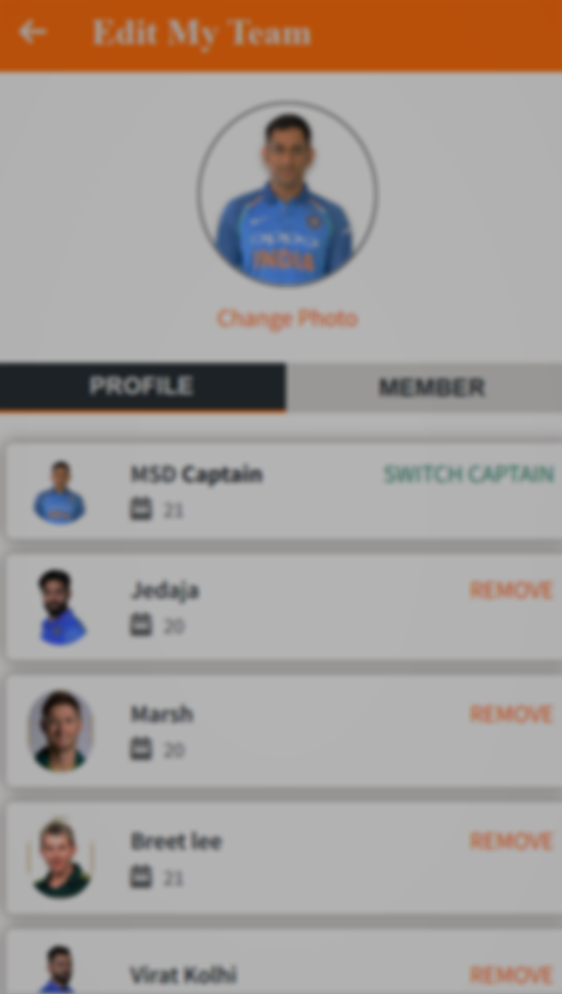 Edit My Team
OPPO
INDIA
Change Photo
PROFILE MEMBER
MSD Captain SWITCH CAPTAIN
21
Jedaja REMOVE
20
Marsh REMOVE
20
Breet lee REMOVE
21
Virat Kolhi REMOVE